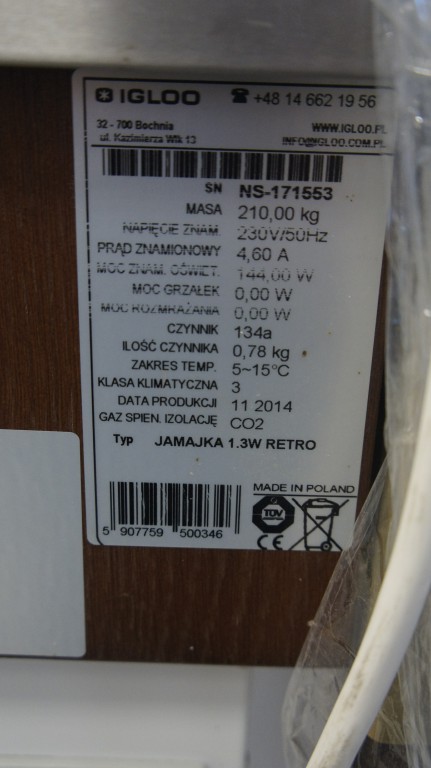 IGLOO ☎ +48 14 662 19 56
32 - 700 Bochnia WWW.IGLOO.PL
ul. Kazimierza Wlk 13 INFO@IGLOO.COM.PL
SN NS-171553
MASA 210,00 kg
NAPIĘCIE ZNAM. 230V/50Hz
PRĄD ZNAMIONOWY 4,60 A
MOC ZNAM. OŚWIET. 144,00 W
MOC GRZAŁEK 0,00 W
MOC ROZMRAŻANIA 0,00 W
CZYNNIK 134a
ILOŚĆ CZYNNIKA 0,78 kg
ZAKRES TEMP. 5~15°C
KLASA KLIMATYCZNA 3
DATA PRODUKCJI 11 2014
GAZ SPIEN. IZOLACJĘ CO2
Typ JAMAJKA 1.3W RETRO
MADE IN POLAND
TÜV
CE
5 907759 500346